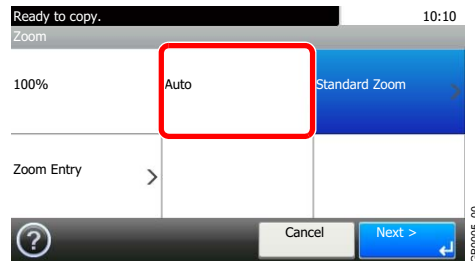 Ready to copy. 10:10
Zoom
100% Auto Standard Zoom >
Zoom Entry >
? Cancel Next >